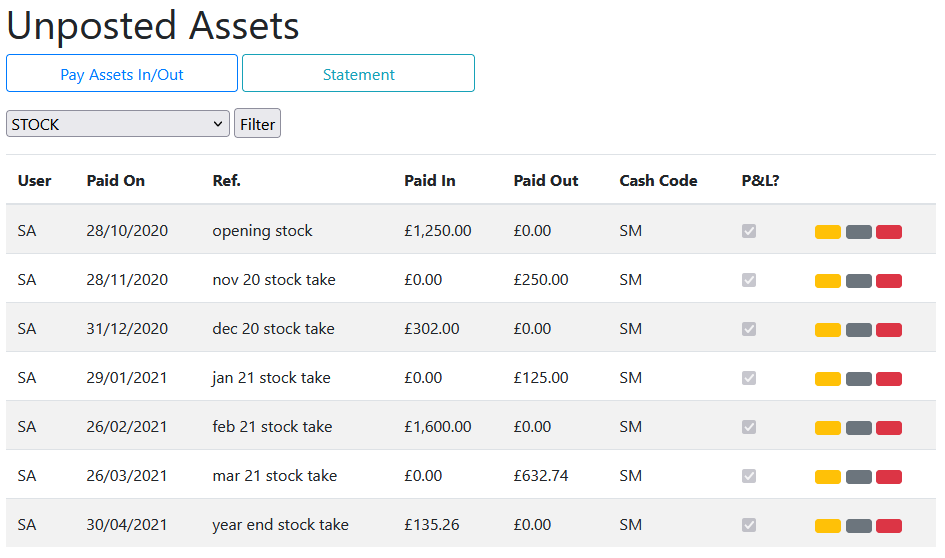 Unposted Assets
Pay Assets In/Out Statement
STOCK Filter
User Paid On Ref. Paid In Paid Out Cash Code P&L?
SA 28/10/2020 opening stock £1,250.00 £0.00 SM
SA 28/11/2020 nov 20 stock take £0.00 £250.00 SM
SA 31/12/2020 dec 20 stock take £302.00 £0.00 SM
SA 29/01/2021 jan 21 stock take £0.00 £125.00 SM
SA 26/02/2021 feb 21 stock take £1,600.00 £0.00 SM
SA 26/03/2021 mar 21 stock take £0.00 £632.74 SM
SA 30/04/2021 year end stock take £135.26 £0.00 SM